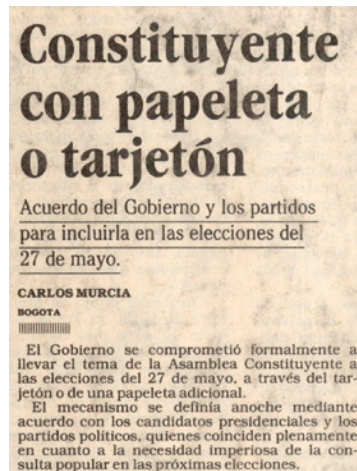 Constituyente
con papeleta
o tarjetón
Acuerdo del Gobierno y los partidos
para incluirla en las elecciones del
27 de mayo.
CARLOS MURCIA
BOGOTA
El Gobierno se comprometió formalmente a
llevar el tema de la Asamblea Constituyente a
las elecciones del 27 de mayo, a través del tar-
jetón o de una papeleta adicional.
El mecanismo se definía anoche mediante
acuerdo con los candidatos presidenciales y los
partidos políticos, quienes coinciden plenamente
en cuanto a la necesidad imperiosa de la con-
sulta popular en las próximas elecciones.